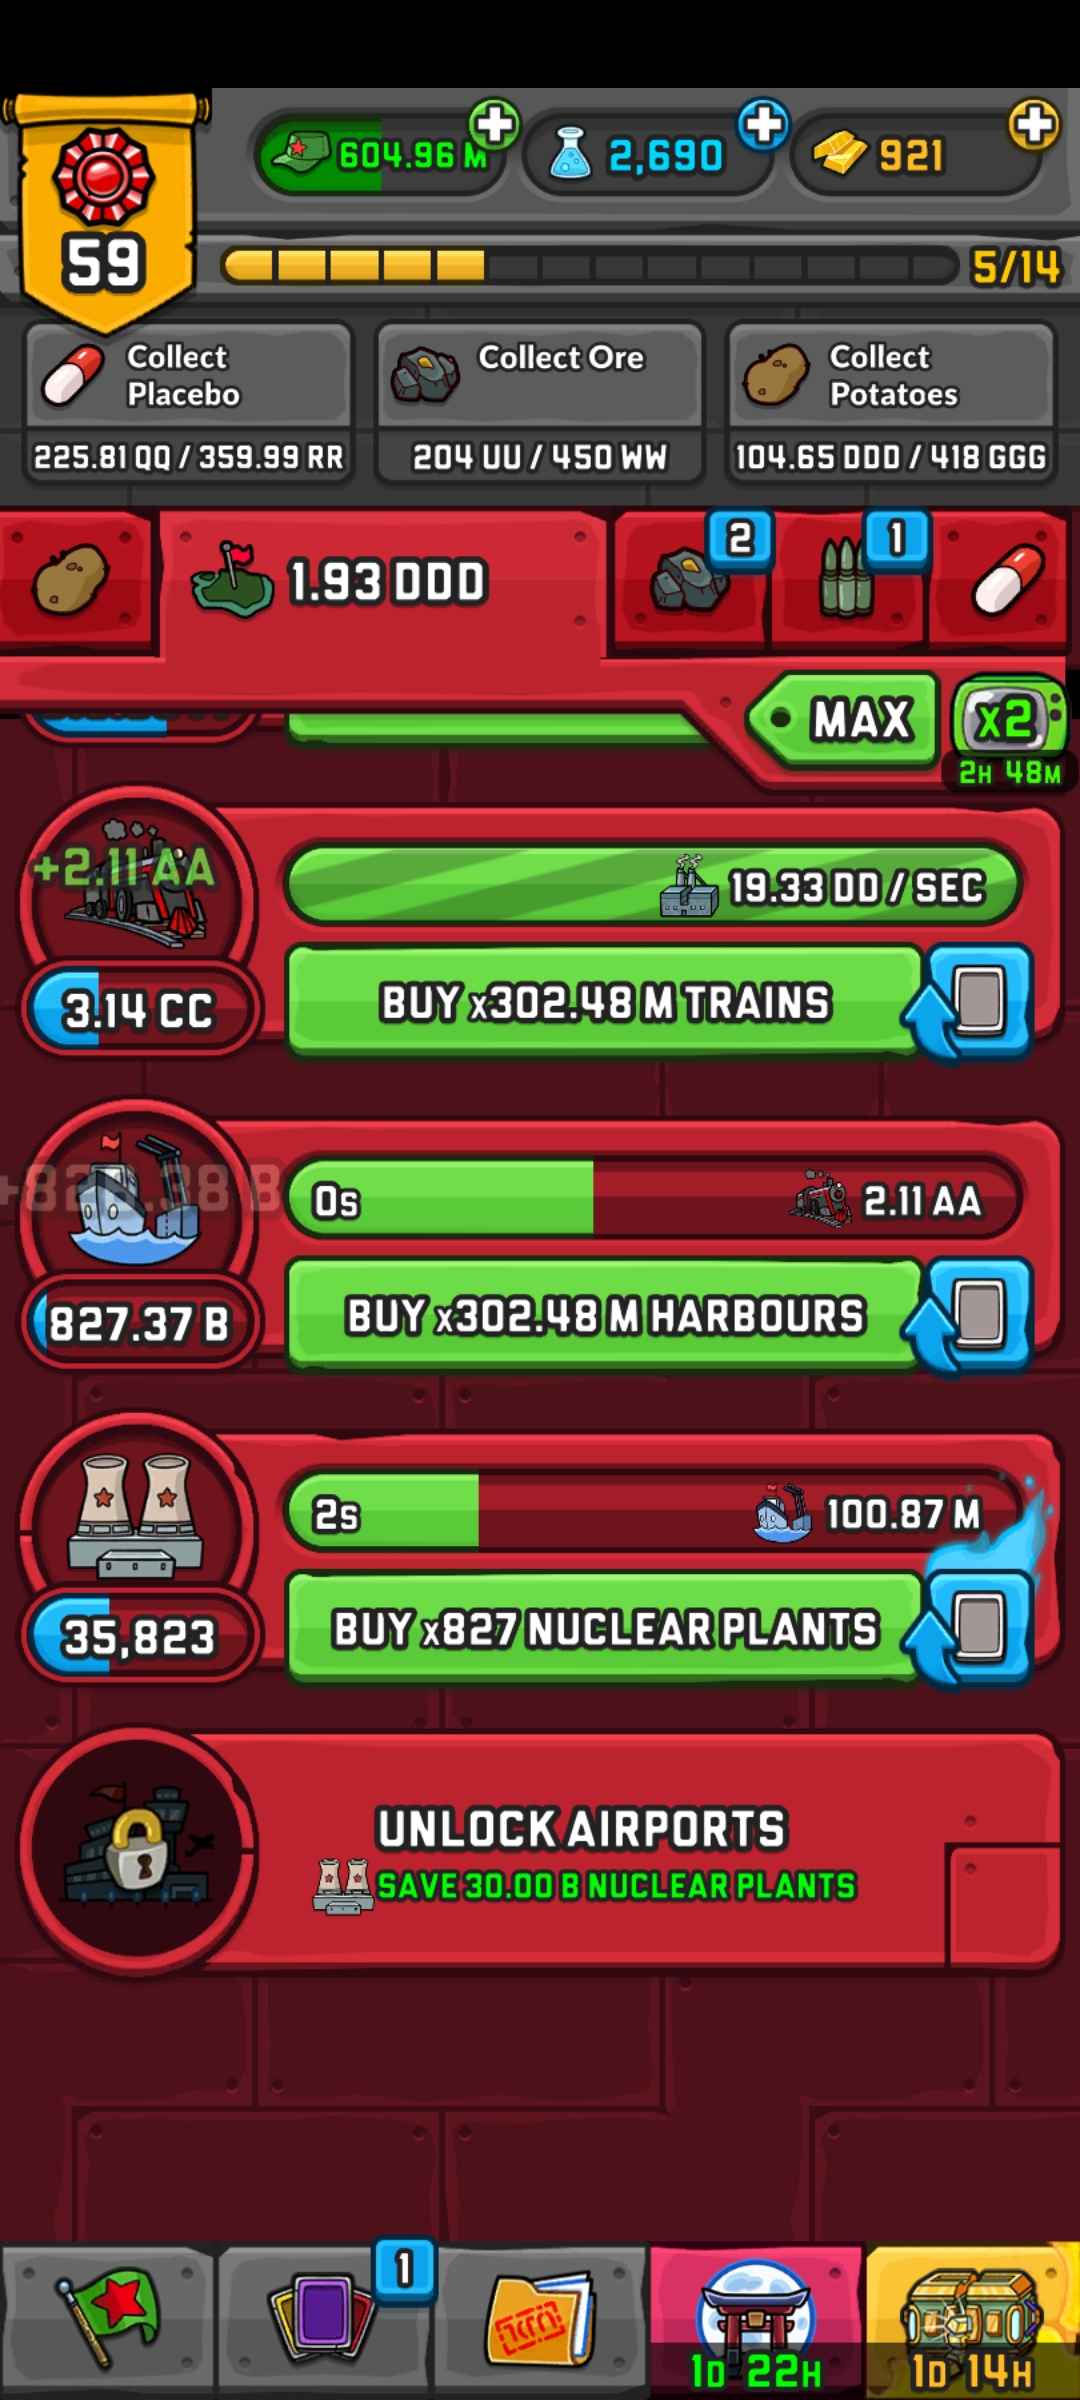 604.96 M
2,690
921
59
5/14
Collect
Placebo
225.81 QQ / 359.99 RR
Collect Ore
204 UU / 450 WW
Collect
Potatoes
104.65 DDD / 418 GGG
1.93 DDD
2
1
MAX
x2
2H 48M
+2.11 AA
19.33 DD / SEC
3.14 CC
BUY x302.48 M TRAINS
0s
2.11 AA
827.37 B
BUY x302.48 M HARBOURS
2s
100.87 M
35,823
BUY x827 NUCLEAR PLANTS
UNLOCK AIRPORTS
SAVE 30.00 B NUCLEAR PLANTS
1
1D 22H
1D 14H